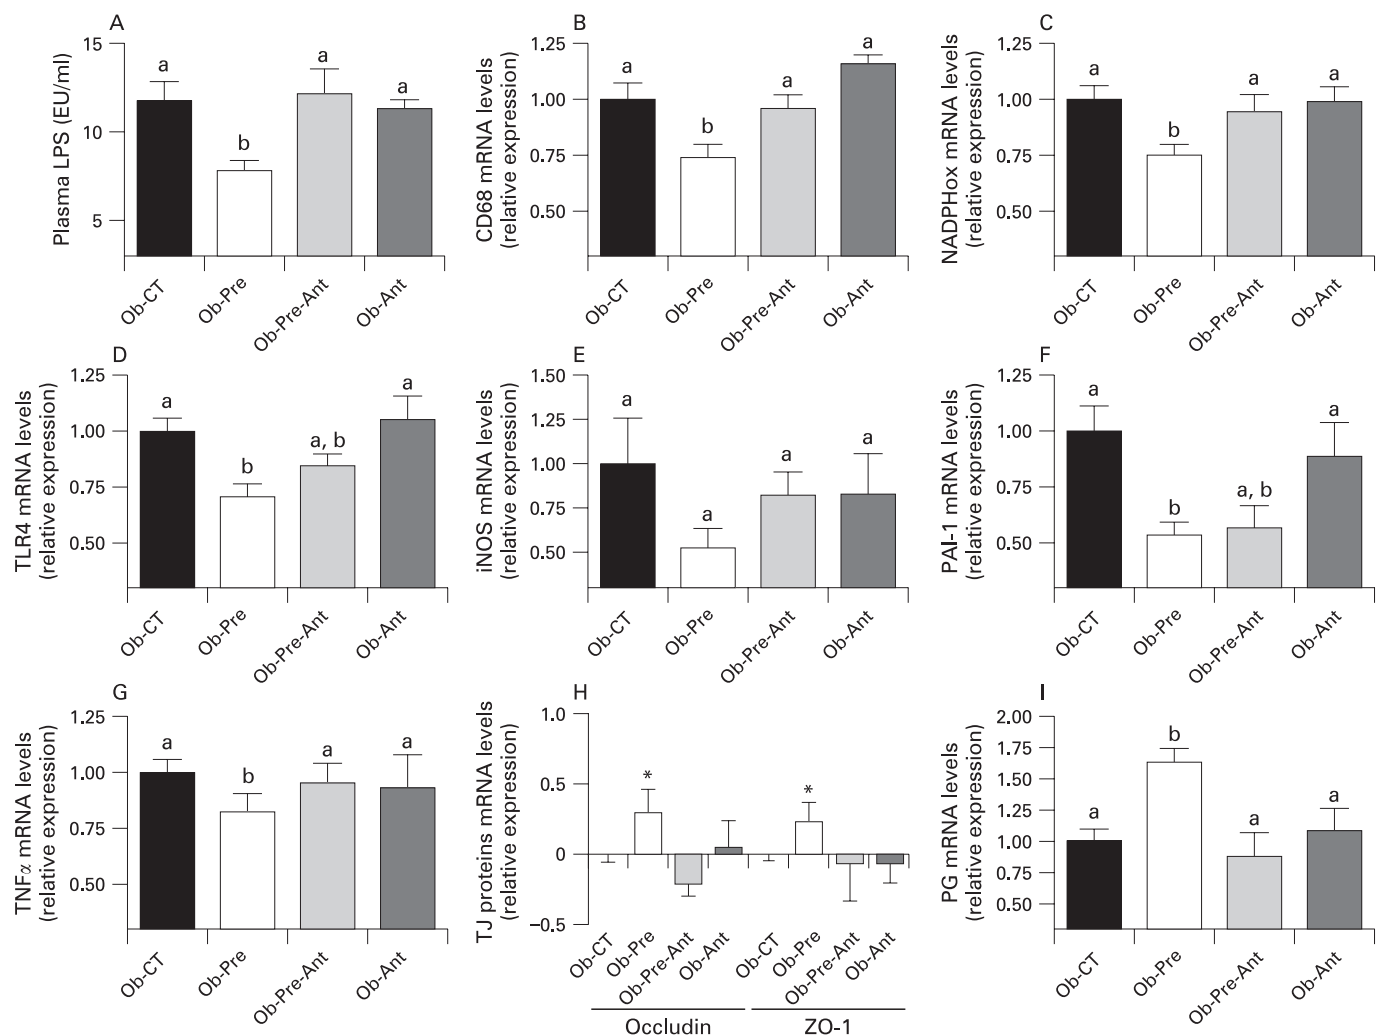 A
Plasma LPS (EU/ml)
15
10
5
a
b
a
a
Ob-CT
Ob-Pre
Ob-Pre-Ant
Ob-Ant
B
CD68 mRNA levels
(relative expression)
1.25
1.00
0.75
0.50
a
b
a
a
Ob-CT
Ob-Pre
Ob-Pre-Ant
Ob-Ant
C
NADPHox mRNA levels
(relative expression)
1.25
1.00
0.75
0.50
a
b
a
a
Ob-CT
Ob-Pre
Ob-Pre-Ant
Ob-Ant
D
TLR4 mRNA levels
(relative expression)
1.25
1.00
0.75
0.50
a
b
a, b
a
Ob-CT
Ob-Pre
Ob-Pre-Ant
Ob-Ant
E
iNOS mRNA levels
(relative expression)
1.50
1.25
1.00
0.75
0.50
a
a
a
a
Ob-CT
Ob-Pre
Ob-Pre-Ant
Ob-Ant
F
PAI-1 mRNA levels
(relative expression)
1.25
1.00
0.75
0.50
a
b
a, b
a
Ob-CT
Ob-Pre
Ob-Pre-Ant
Ob-Ant
G
TNFα mRNA levels
(relative expression)
1.25
1.00
0.75
0.50
a
b
a
a
Ob-CT
Ob-Pre
Ob-Pre-Ant
Ob-Ant
H
TJ proteins mRNA levels
(relative expression)
1.0
0.5
0
−0.5
*
*
Ob-CT
Ob-Pre
Ob-Pre-Ant
Ob-Ant
Ob-CT
Ob-Pre
Ob-Pre-Ant
Ob-Ant
Occludin
ZO-1
I
PG mRNA levels
(relative expression)
2.00
1.75
1.50
1.25
1.00
0.75
0.50
a
b
a
a
Ob-CT
Ob-Pre
Ob-Pre-Ant
Ob-Ant